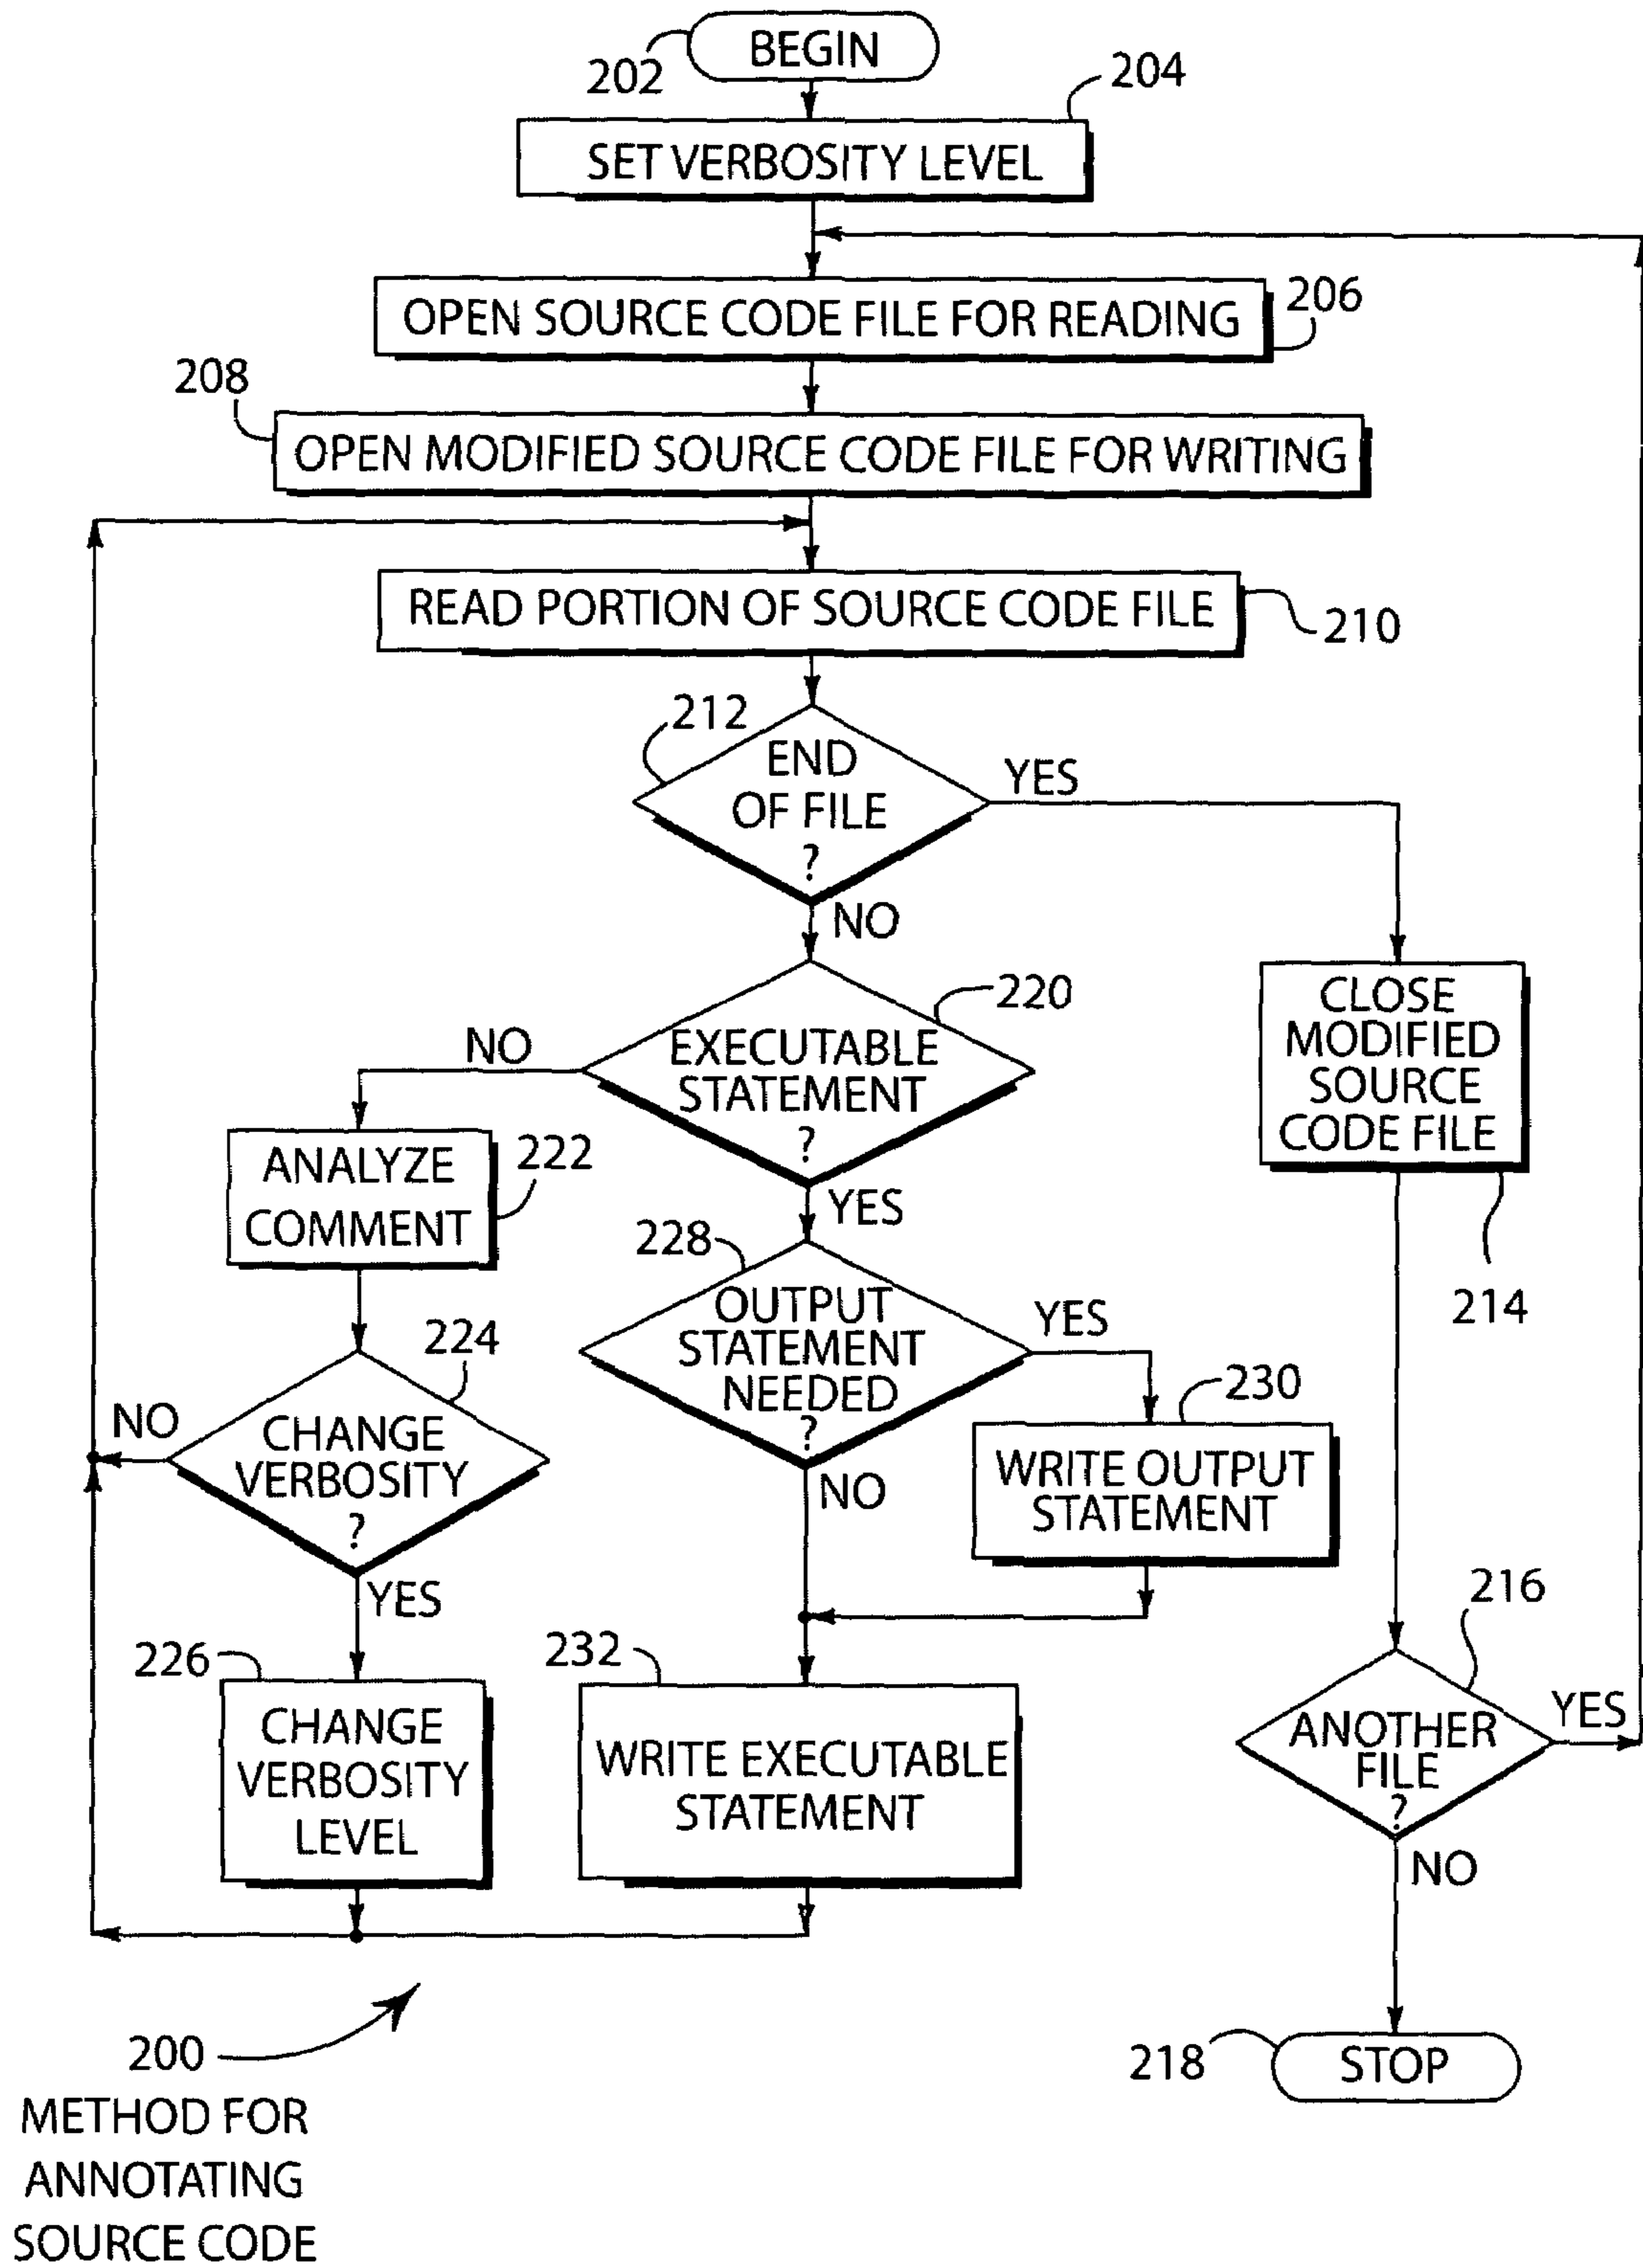 BEGIN
202
204
SET VERBOSITY LEVEL
206
OPEN SOURCE CODE FILE FOR READING
208
OPEN MODIFIED SOURCE CODE FILE FOR WRITING
READ PORTION OF SOURCE CODE FILE
210
212
END
OF FILE
?
YES
NO
220
EXECUTABLE
STATEMENT
?
NO
YES
CLOSE
MODIFIED
SOURCE
CODE FILE
214
ANALYZE
COMMENT
222
228
OUTPUT
STATEMENT
NEEDED
?
YES
NO
224
CHANGE
VERBOSITY
?
NO
YES
230
WRITE OUTPUT
STATEMENT
216
ANOTHER
FILE
?
YES
NO
226
CHANGE
VERBOSITY
LEVEL
232
WRITE EXECUTABLE
STATEMENT
218
STOP
200
METHOD FOR
ANNOTATING
SOURCE CODE